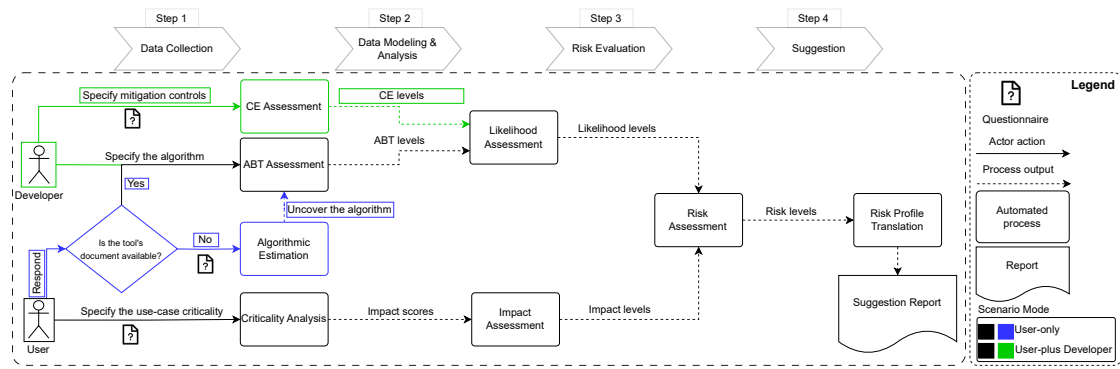 Step 1
Step 2
Step 3
Step 4
Data Collection
Data Modeling &
Analysis
Risk Evaluation
Suggestion
Specify mitigation controls
?
CE Assessment
CE levels
Likelihood
Assessment
Likelihood levels
Developer
Specify the algorithm
ABT Assessment
ABT levels
Yes
Uncover the algorithm
Is the tool's
document available?
No
?
Algorithmic
Estimation
Risk
Assessment
Risk levels
Risk Profile
Translation
Respond
User
Specify the use-case criticality
?
Criticality Analysis
Impact scores
Impact
Assessment
Impact levels
Suggestion Report
Legend
?
Questionnaire
Actor action
Process output
Automated
process
Report
Scenario Mode
User-only
User-plus Developer